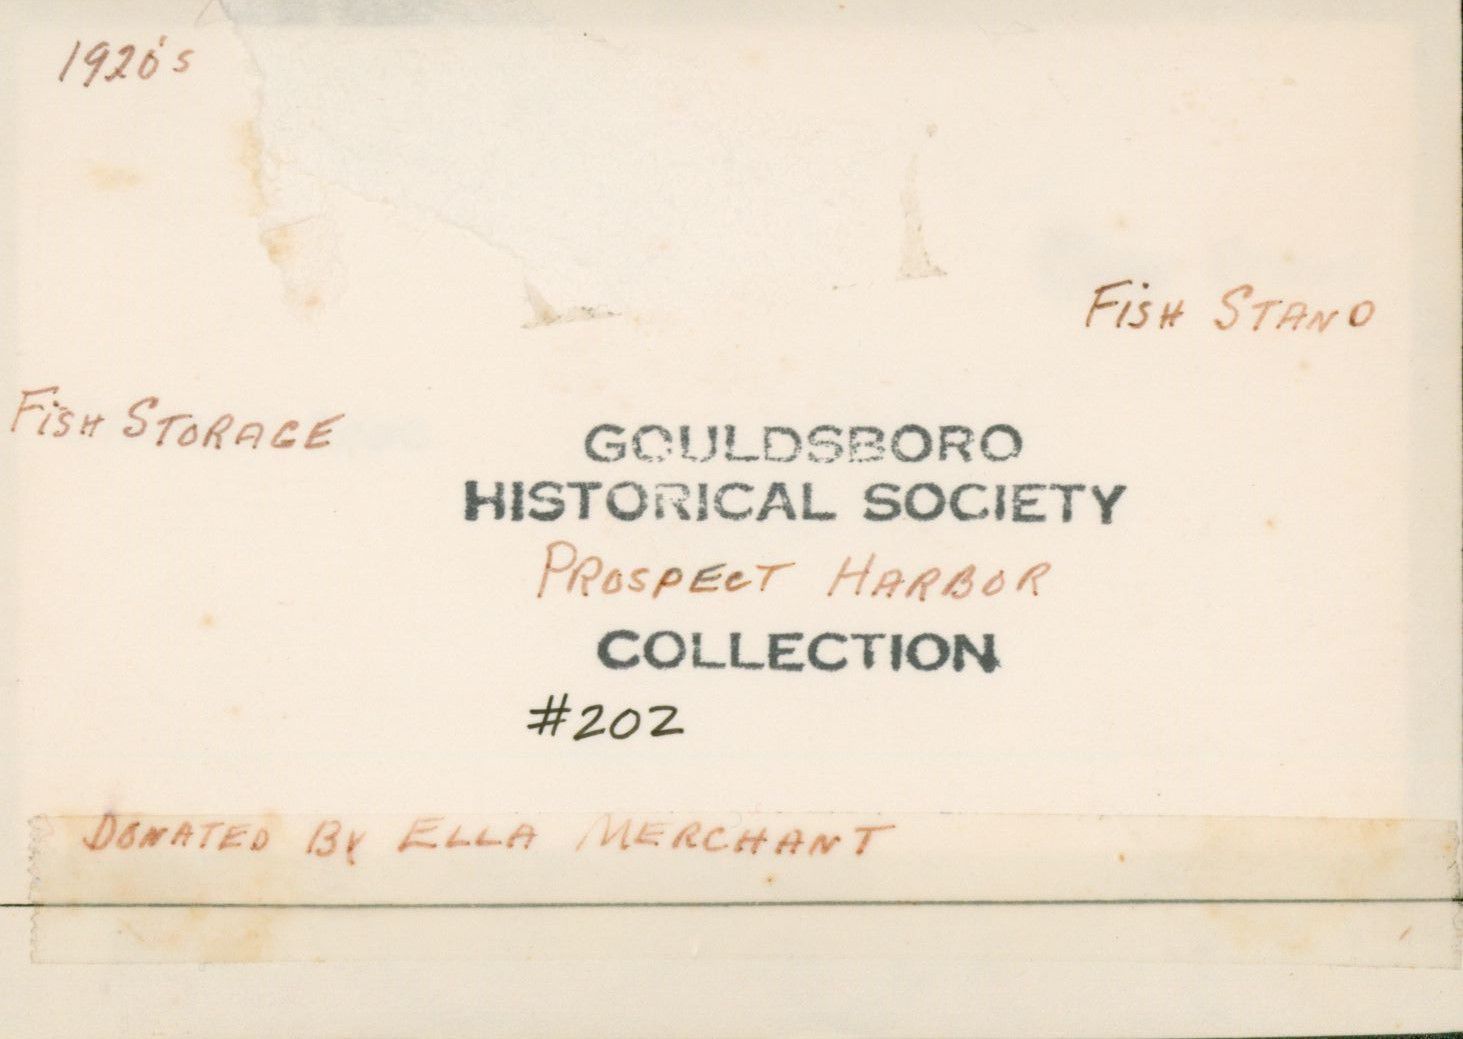 1920's
FiSH STAND
FiSH STORAGE
GOULDSBORO
HISTORICAL SOCIETY
PROSPECT HARBOR
COLLECTION
#202
DONATED By ELLA MERCHANT